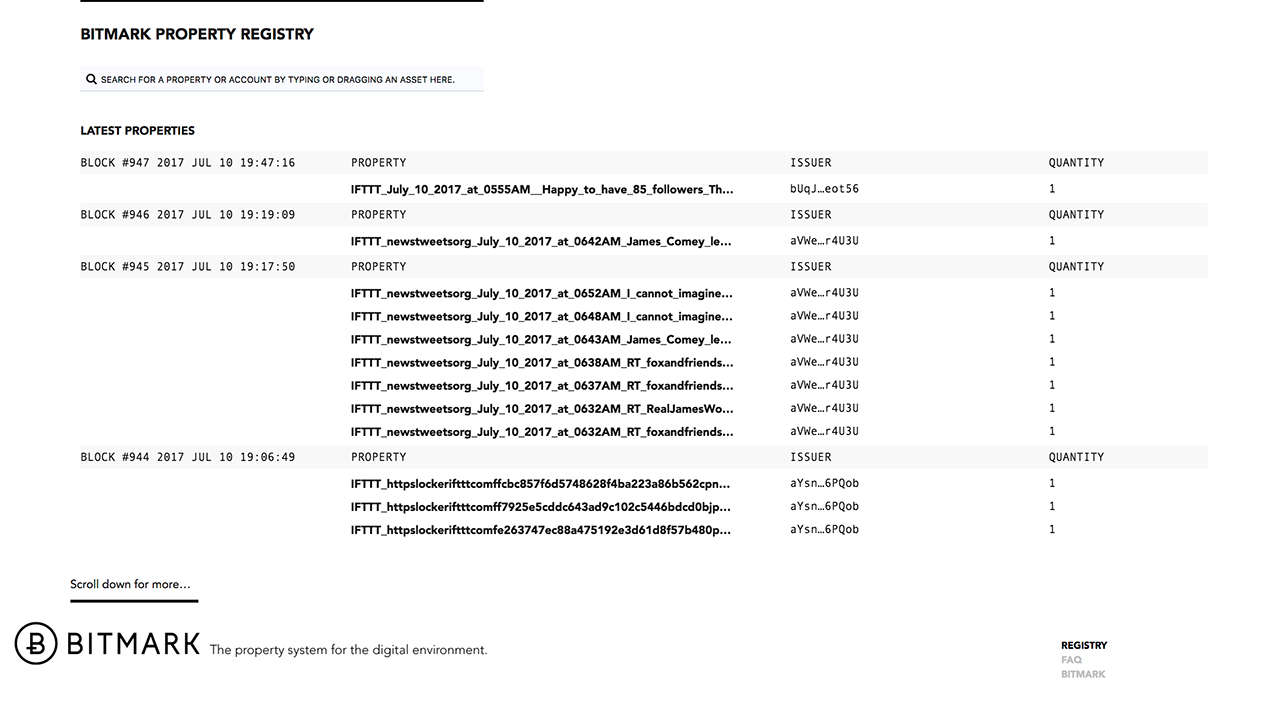 BITMARK PROPERTY REGISTRY
SEARCH FOR A PROPERTY OR ACCOUNT BY TYPING OR DRAGGING AN ASSET HERE.
LATEST PROPERTIES
BLOCK #947 2017 JUL 10 19:47:16 PROPERTY ISSUER QUANTITY
IFTTT_July_10_2017_at_0555AM__Happy_to_have_85_followers_Th... bUqJ…eot56 1
BLOCK #946 2017 JUL 10 19:19:09 PROPERTY ISSUER QUANTITY
IFTTT_newstweetsorg_July_10_2017_at_0642AM_James_Comey_le... aVWe…r4U3U 1
BLOCK #945 2017 JUL 10 19:17:50 PROPERTY ISSUER QUANTITY
IFTTT_newstweetsorg_July_10_2017_at_0652AM_I_cannot_imagine... aVWe…r4U3U 1
IFTTT_newstweetsorg_July_10_2017_at_0648AM_I_cannot_imagine... aVWe…r4U3U 1
IFTTT_newstweetsorg_July_10_2017_at_0643AM_James_Comey_le... aVWe…r4U3U 1
IFTTT_newstweetsorg_July_10_2017_at_0638AM_RT_foxandfriends... aVWe…r4U3U 1
IFTTT_newstweetsorg_July_10_2017_at_0637AM_RT_foxandfriends... aVWe…r4U3U 1
IFTTT_newstweetsorg_July_10_2017_at_0632AM_RT_RealJamesWo... aVWe…r4U3U 1
IFTTT_newstweetsorg_July_10_2017_at_0632AM_RT_foxandfriends... aVWe…r4U3U 1
BLOCK #944 2017 JUL 10 19:06:49 PROPERTY ISSUER QUANTITY
IFTTT_httpslockeriftttcomffcbc857f6d5748628f4ba223a86b562cpn... aYsn…6PQob 1
IFTTT_httpslockeriftttcomff7925e5cddc643ad9c102c5446bdcd0bjp... aYsn…6PQob 1
IFTTT_httpslockeriftttcomfe263747ec88a475192e3d61d8f57b480p... aYsn…6PQob 1
Scroll down for more...
BITMARK The property system for the digital environment.
REGISTRY
FAQ
BITMARK